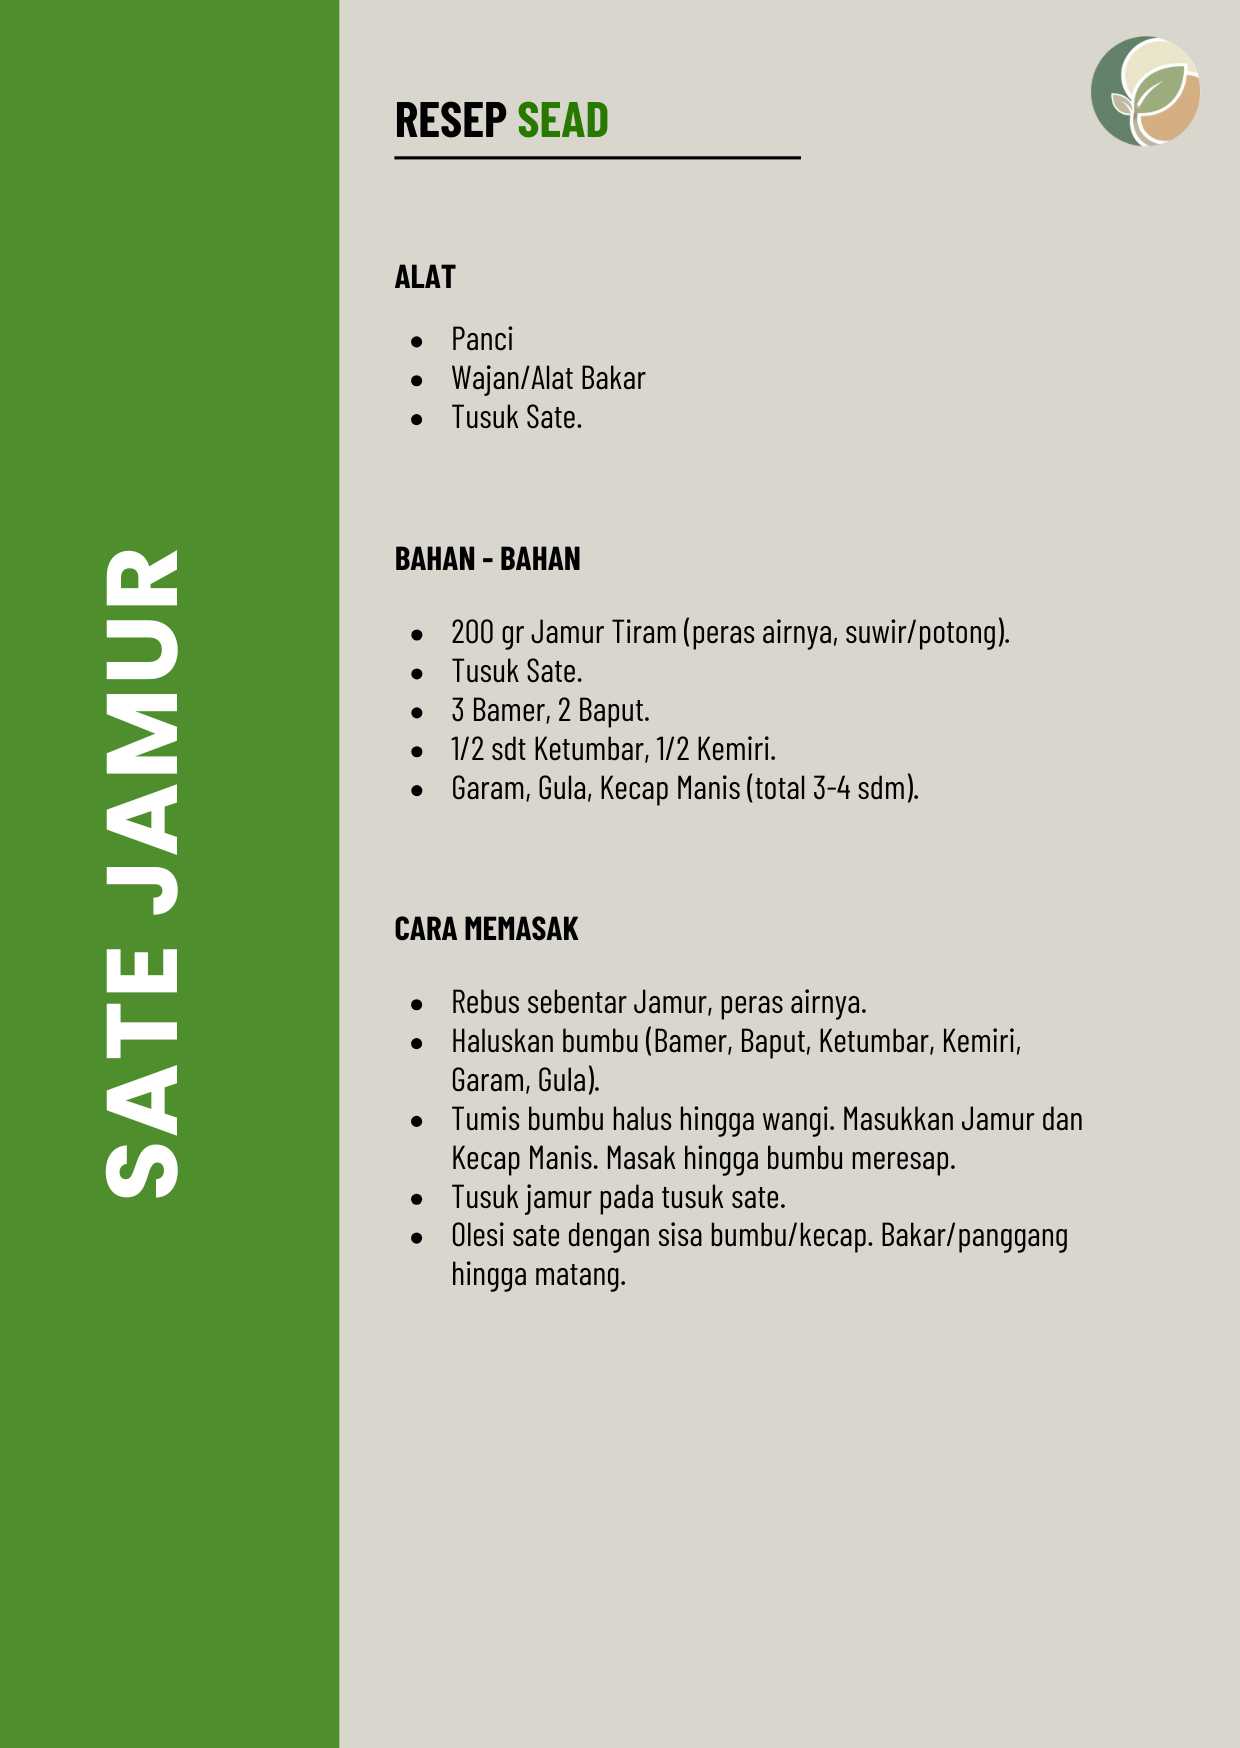 SATE JAMUR
RESEP SEAD
ALAT
• Panci
• Wajan/Alat Bakar
• Tusuk Sate.
BAHAN - BAHAN
• 200 gr Jamur Tiram (peras airnya, suwir/potong).
• Tusuk Sate.
• 3 Bamer, 2 Baput.
• 1/2 sdt Ketumbar, 1/2 Kemiri.
• Garam, Gula, Kecap Manis (total 3-4 sdm).
CARA MEMASAK
• Rebus sebentar Jamur, peras airnya.
• Haluskan bumbu (Bamer, Baput, Ketumbar, Kemiri,
Garam, Gula).
• Tumis bumbu halus hingga wangi. Masukkan Jamur dan
Kecap Manis. Masak hingga bumbu meresap.
• Tusuk jamur pada tusuk sate.
• Olesi sate dengan sisa bumbu/kecap. Bakar/panggang
hingga matang.